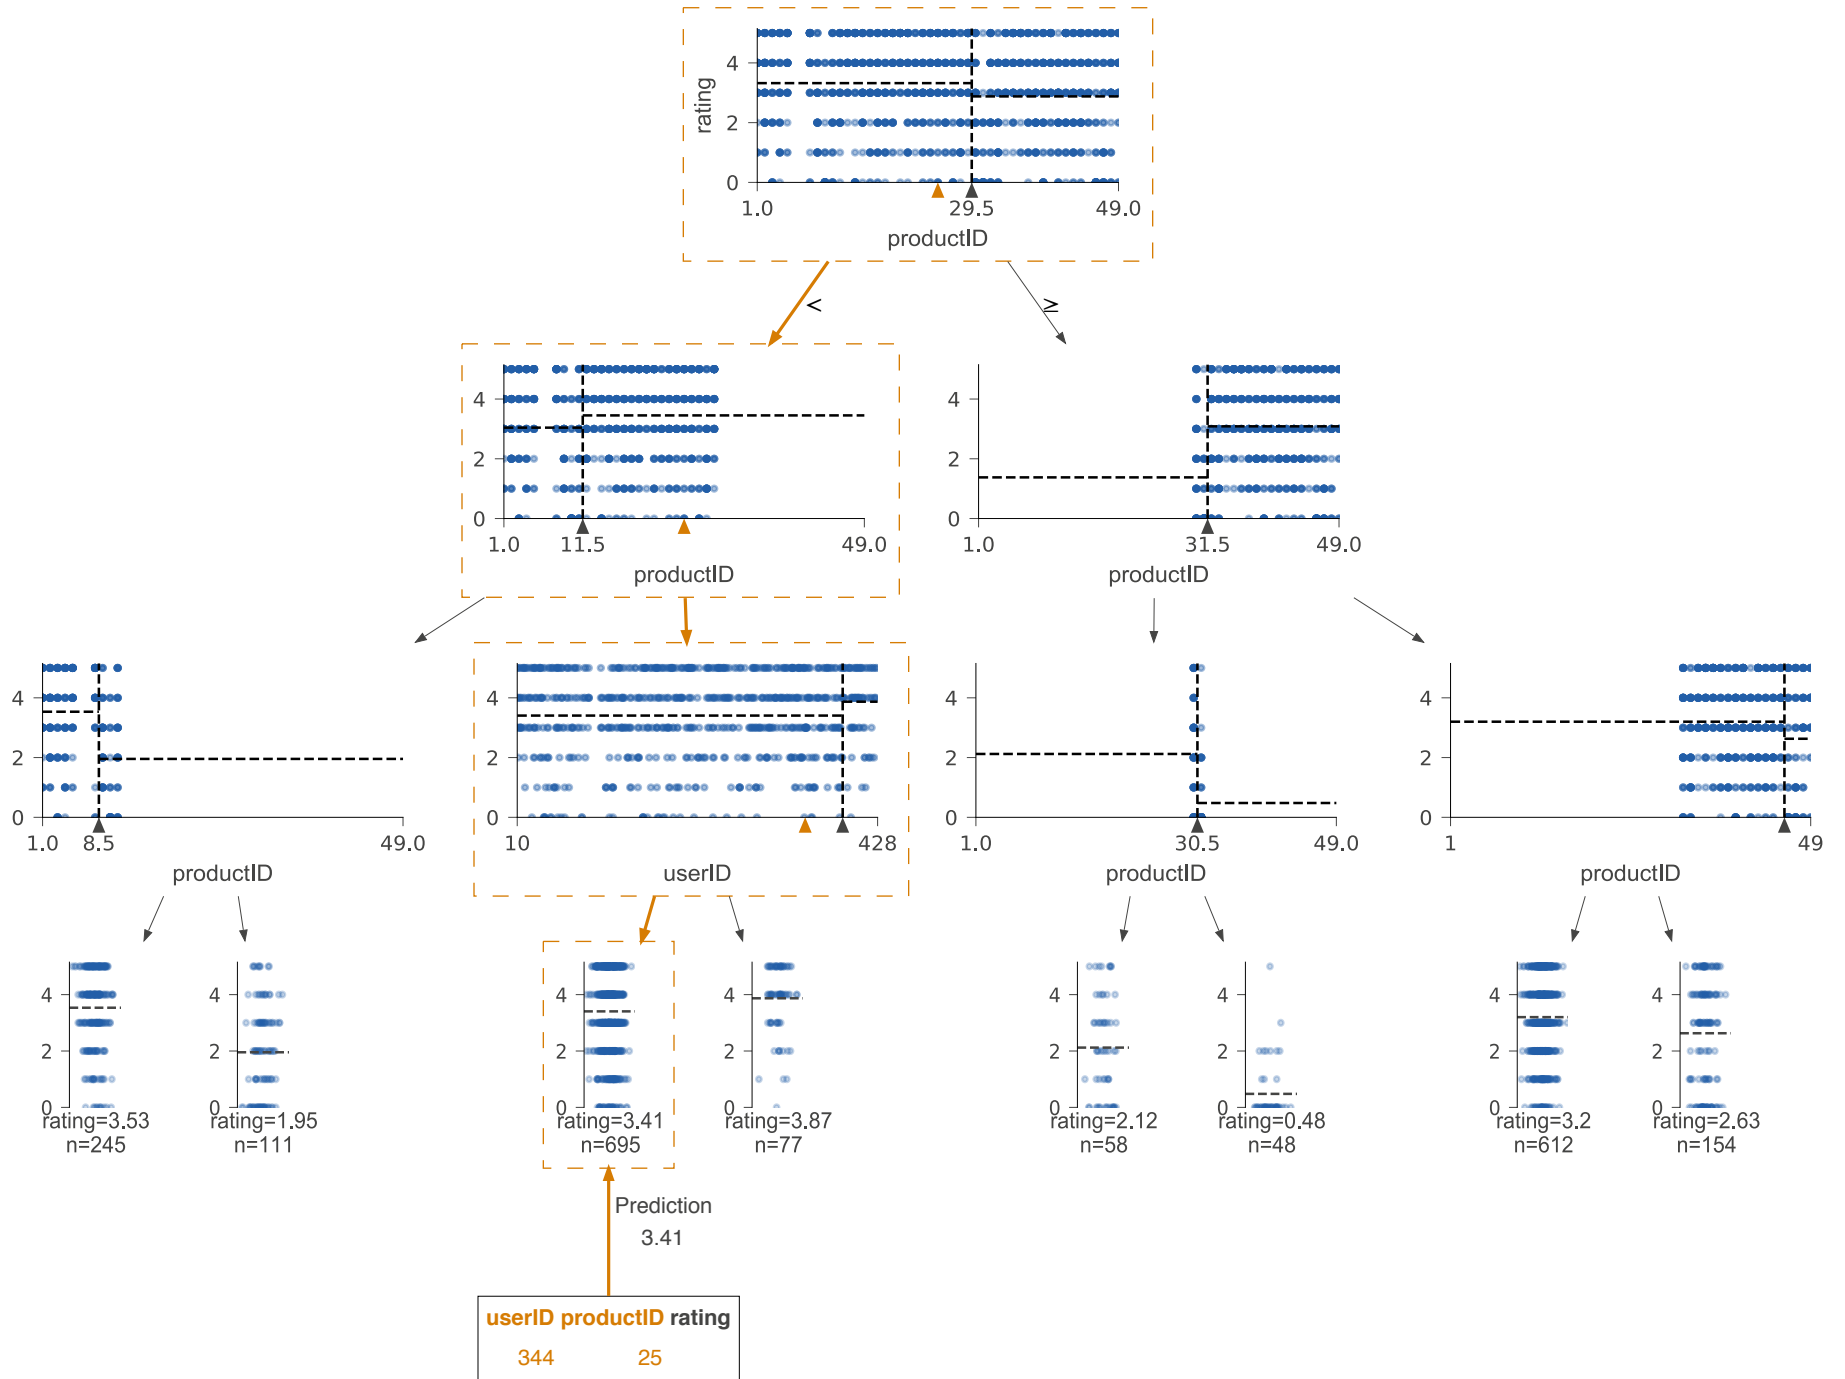 4
2
0
rating
1.0 29.5 49.0
productID
< ≥
4
2
0
1.0 11.5 49.0
productID
4
2
0
1.0 31.5 49.0
productID
4
2
0
1.0 8.5 49.0
productID
4
2
0
10 428
userID
4
2
0
1.0 30.5 49.0
productID
4
2
0
1 49
productID
4
2
0
rating=3.53
n=245
4
2
0
rating=1.95
n=111
4
2
0
rating=3.41
n=695
4
2
0
rating=3.87
n=77
4
2
0
rating=2.12
n=58
4
2
0
rating=0.48
n=48
4
2
0
rating=3.2
n=612
4
2
0
rating=2.63
n=154
Prediction
3.41
userID productID rating
344 25